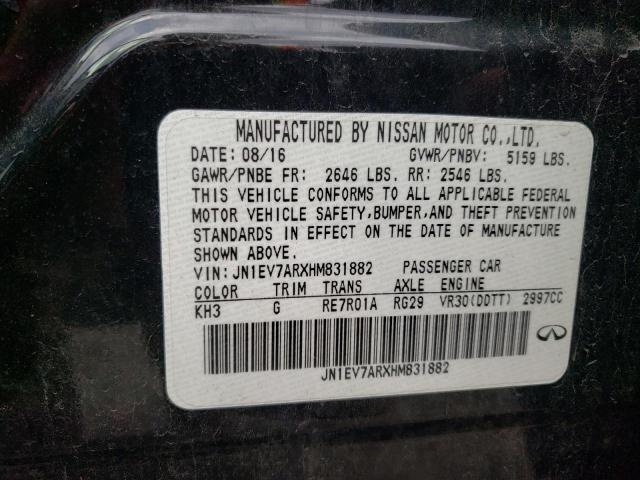 MANUFACTURED BY NISSAN MOTOR CO.,LTD.
DATE: 08/16 GVWR/PNBV: 5159 LBS.
GAWR/PNBE FR: 2646 LBS. RR: 2546 LBS.
THIS VEHICLE CONFORMS TO ALL APPLICABLE FEDERAL
MOTOR VEHICLE SAFETY,BUMPER,AND THEFT PREVENTION
STANDARDS IN EFFECT ON THE DATE OF MANUFACTURE
SHOWN ABOVE.
VIN: JN1EV7ARXHM831882 PASSENGER CAR
COLOR TRIM TRANS AXLE ENGINE
KH3 G RE7R01A RG29 VR30(DDTT) 2997CC
JN1EV7ARXHM831882